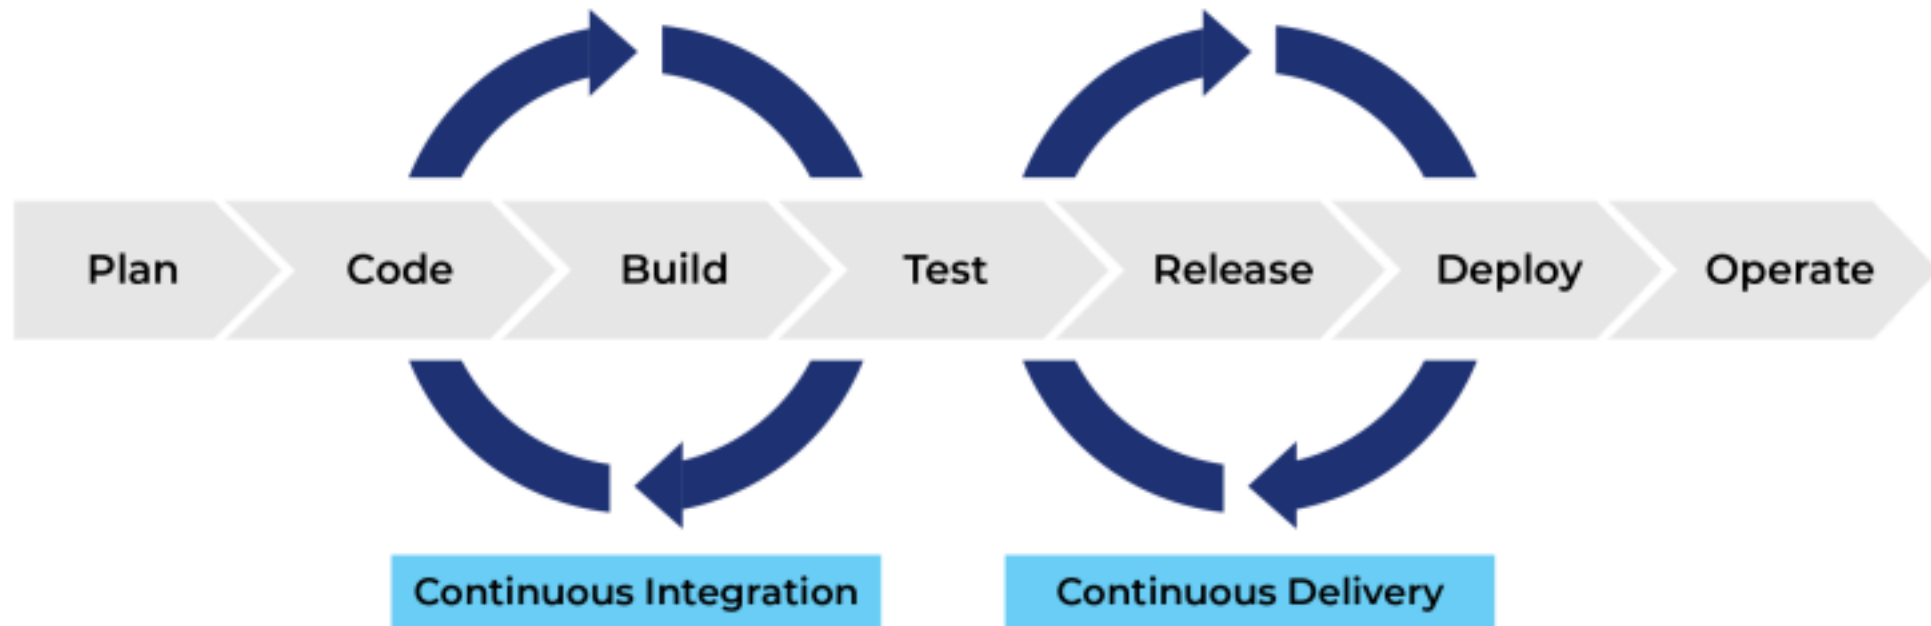 Plan
Code
Build
Test
Release
Deploy
Operate
Continuous Integration
Continuous Delivery